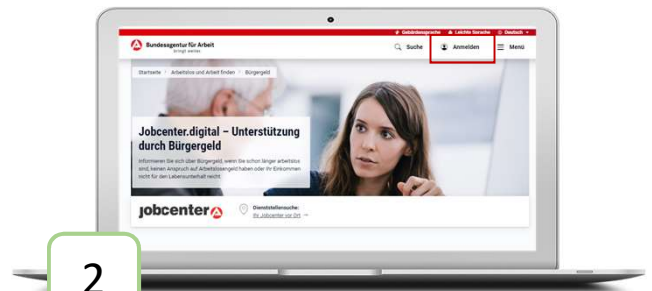 Gebärdensprache Leichte Sprache Deutsch
Bundesagentur für Arbeit
bringt weiter.
Suche Anmelden Menü
Startseite > Arbeitslos und Arbeit finden > Bürgergeld
Jobcenter.digital – Unterstützung
durch Bürgergeld
Informieren Sie sich über Bürgergeld, wenn Sie schon länger arbeitslos
sind, keinen Anspruch auf Arbeitslosengeld haben oder Ihr Einkommen
nicht für den Lebensunterhalt reicht.
jobcenter
Dienststellensuche:
Ihr Jobcenter vor Ort →
2